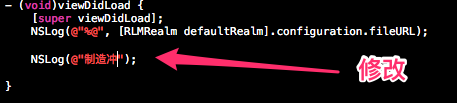 - (void)viewDidLoad {
[super viewDidLoad];
NSLog(@"%@", [RLMRealm defaultRealm].configuration.fileURL);
NSLog(@"制造冲");
修改
}